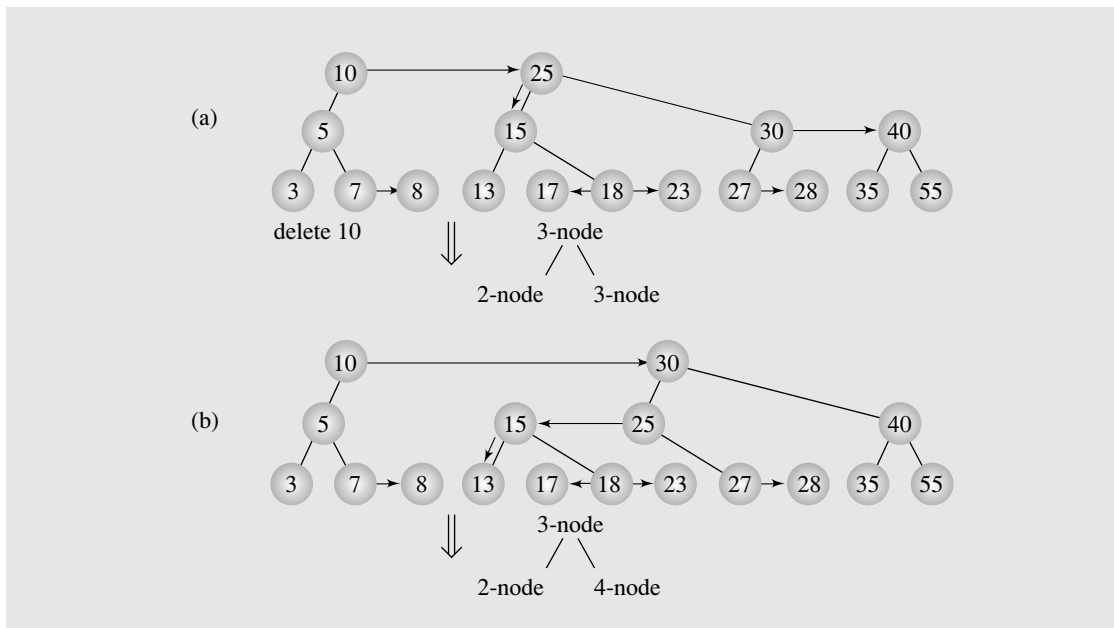 10 25
(a)
5 15 30 40
3 7 8 13 17 18 23 27 28 35 55
delete 10 3-node
2-node 3-node
10 30
(b)
5 15 25 40
3 7 8 13 17 18 23 27 28 35 55
3-node
2-node 4-node